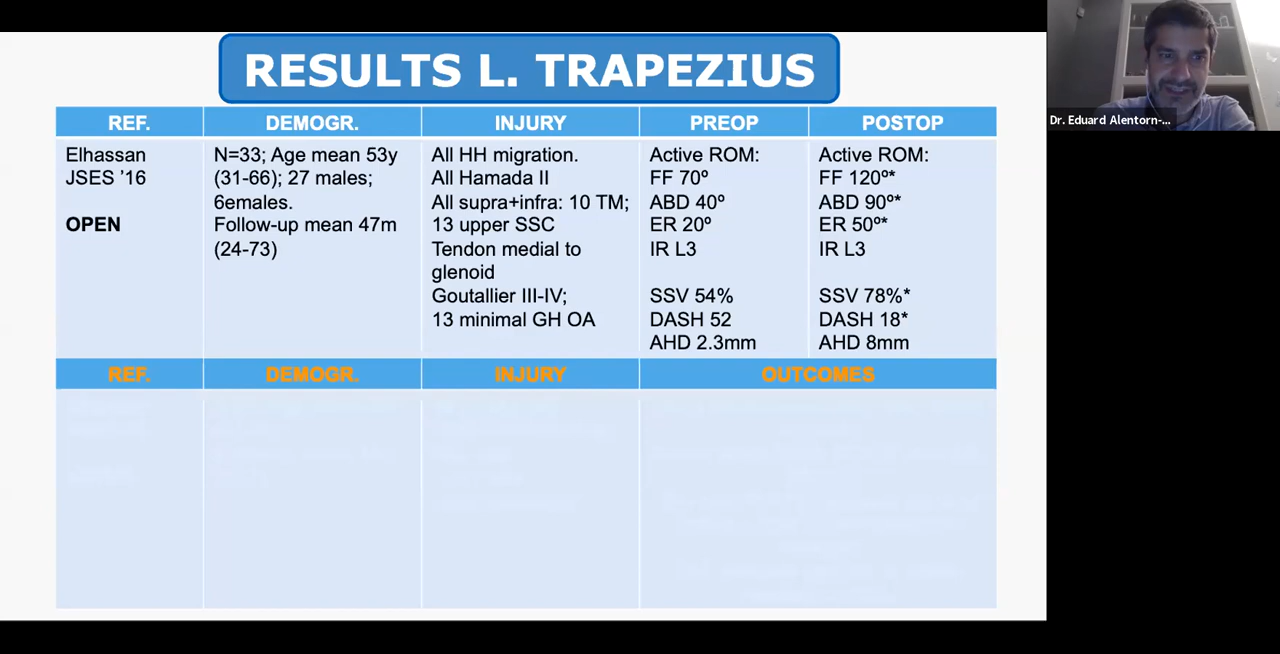 RESULTS L. TRAPEZIUS
REF.
DEMOGR.
INJURY
PREOP
POSTOP
Elhassan
JSES '16
OPEN
N=33; Age mean 53y
(31-66); 27 males;
6emales.
Follow-up mean 47m
(24-73)
All HH migration.
All Hamada II
All supra+infra: 10 TM;
13 upper SSC
Tendon medial to
glenoid
Goutallier III-IV;
13 minimal GH OA
Active ROM:
FF 70º
ABD 40º
ER 20º
IR L3
SSV 54%
DASH 52
AHD 2.3mm
Active ROM:
FF 120º*
ABD 90º*
ER 50º*
IR L3
SSV 78%*
DASH 18*
AHD 8mm
REF.
DEMOGR.
INJURY
OUTCOMES
Dr. Eduard Alentorn-...